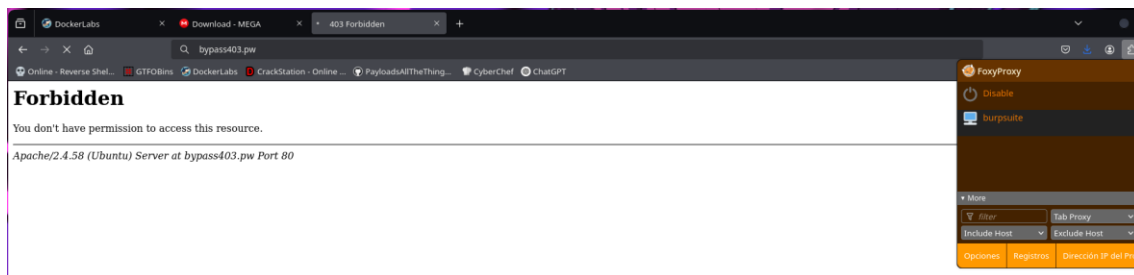 DockerLabs
Download - MEGA
403 Forbidden
bypass403.pw
Online - Reverse Shel...
GTFOBins
DockerLabs
CrackStation - Online ...
PayloadsAllTheThing...
CyberChef
ChatGPT
Forbidden
You don't have permission to access this resource.
Apache/2.4.58 (Ubuntu) Server at bypass403.pw Port 80
FoxyProxy
Disable
burpsuite
More
filter
Tab Proxy
Include Host
Exclude Host
Opciones
Registros
Dirección IP del Pr